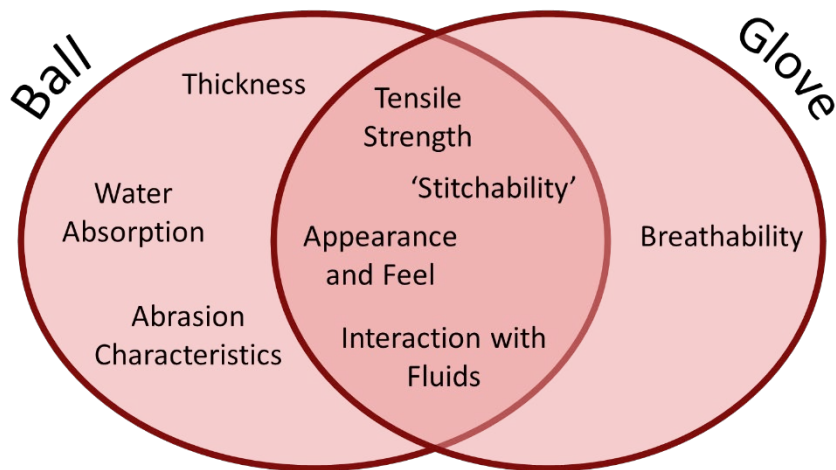 Ball
Glove
Thickness
Tensile
Strength
Water
Absorption
‘Stitchability’
Appearance
and Feel
Breathability
Abrasion
Characteristics
Interaction with
Fluids